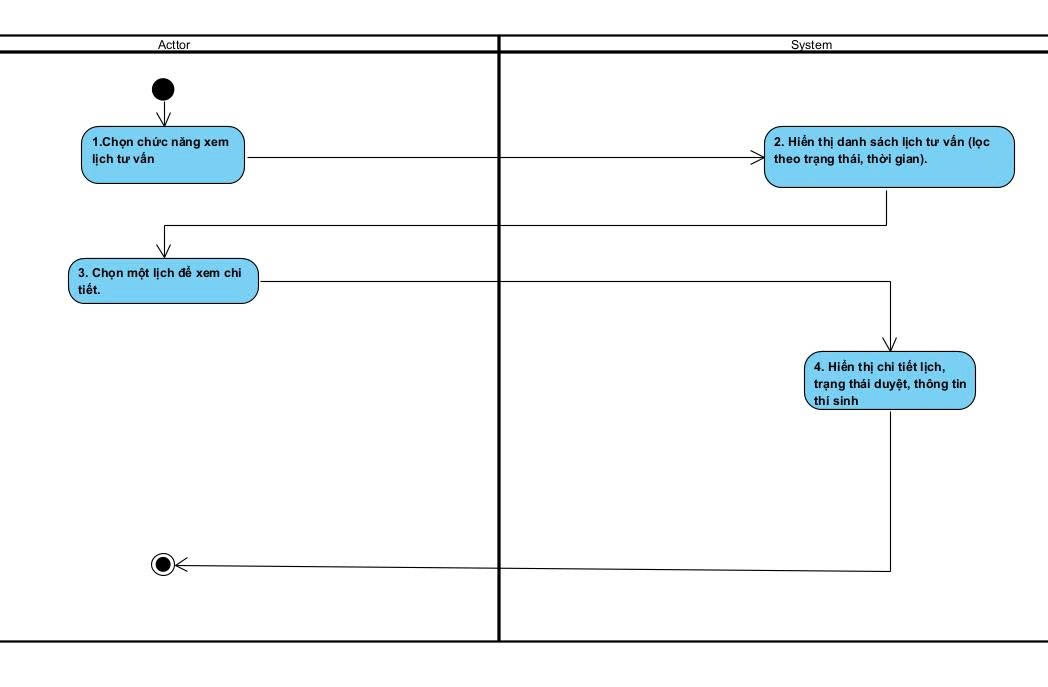 Acttor
System
1.Chọn chức năng xem
lịch tư vấn
2. Hiển thị danh sách lịch tư vấn (lọc
theo trạng thái, thời gian).
3. Chọn một lịch để xem chi
tiết.
4. Hiển thị chi tiết lịch,
trạng thái duyệt, thông tin
thí sinh